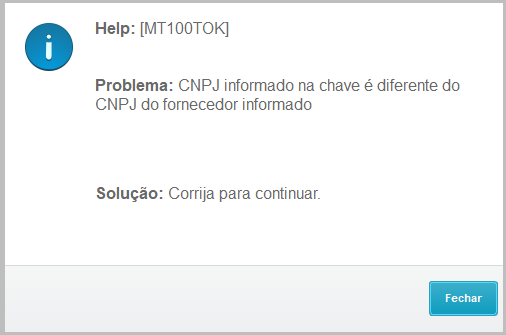 Help: [MT100TOK]
Problema: CNPJ informado na chave é diferente do
CNPJ do fornecedor informado
Solução: Corrija para continuar.
Fechar